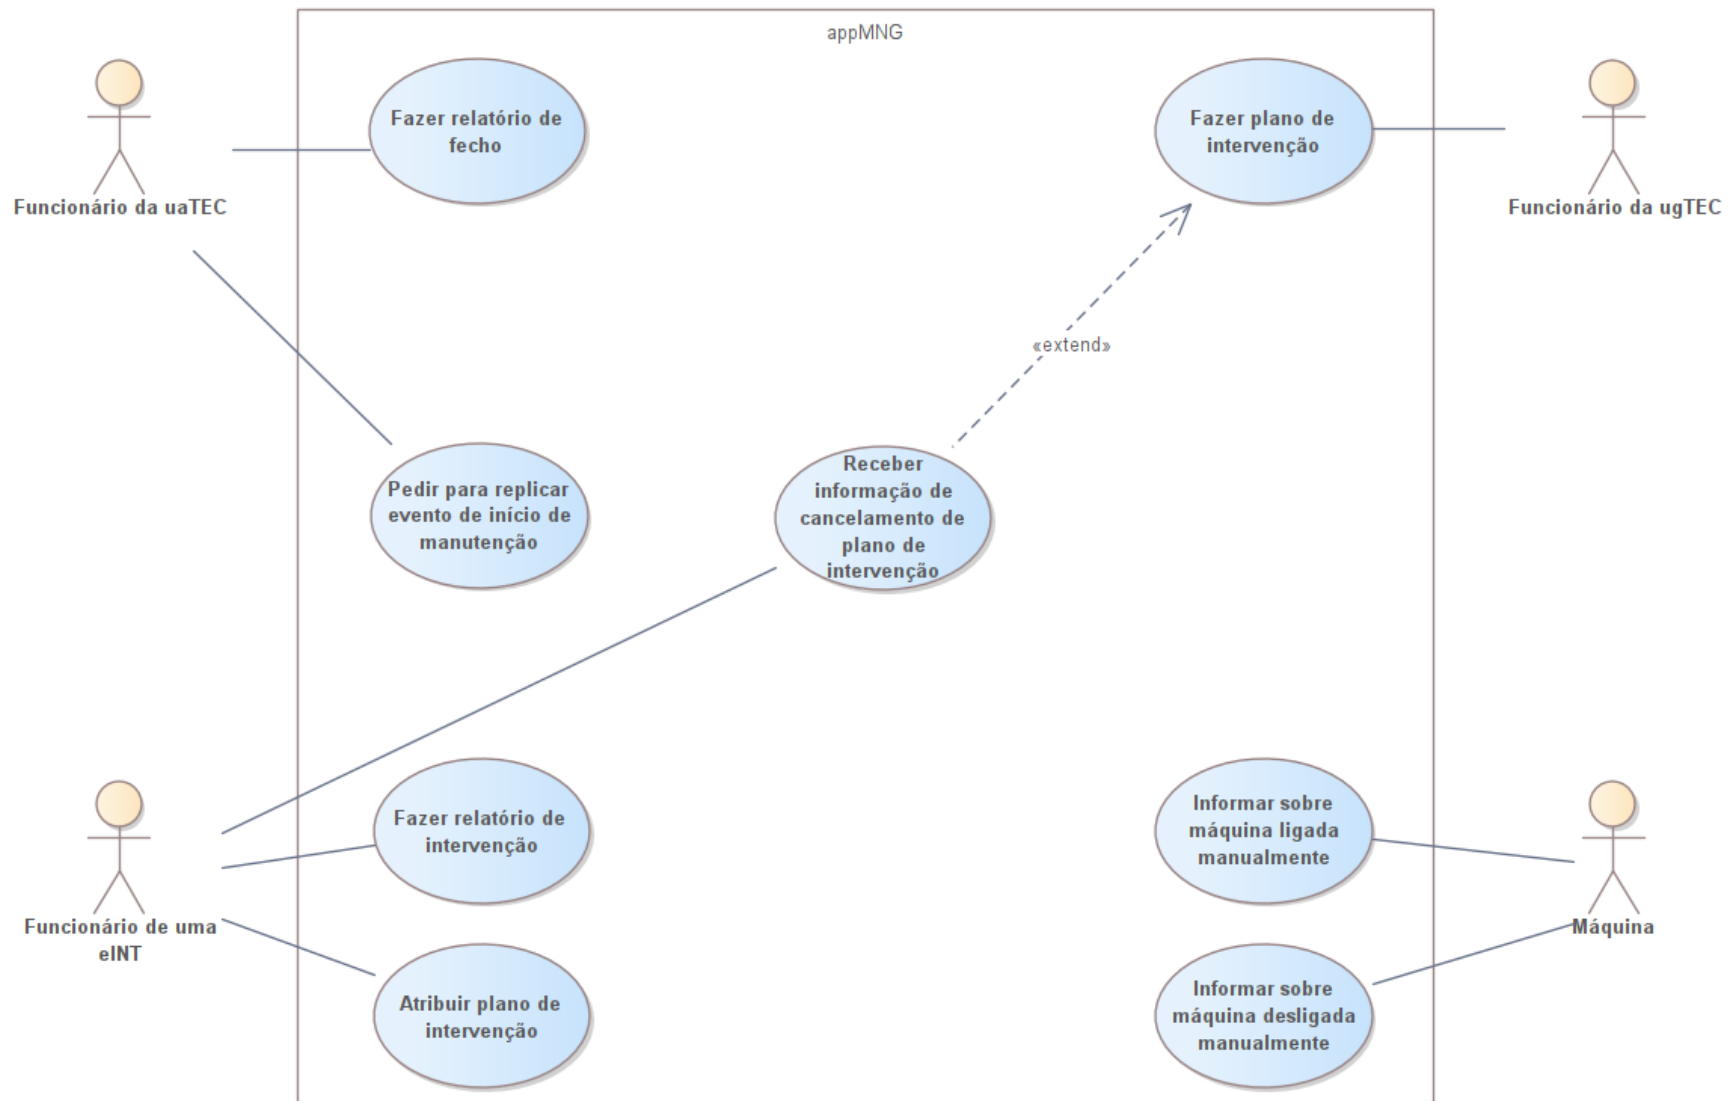 appMNG
Fazer relatório de
fecho
Fazer plano de
intervenção
Funcionário da uaTEC
Funcionário da ugTEC
«extend»
Pedir para replicar
evento de início de
manutenção
Receber
informação de
cancelamento de
plano de
intervenção
Fazer relatório de
intervenção
Informar sobre
máquina ligada
manualmente
Funcionário de uma
eINT
Máquina
Atribuir plano de
intervenção
Informar sobre
máquina desligada
manualmente